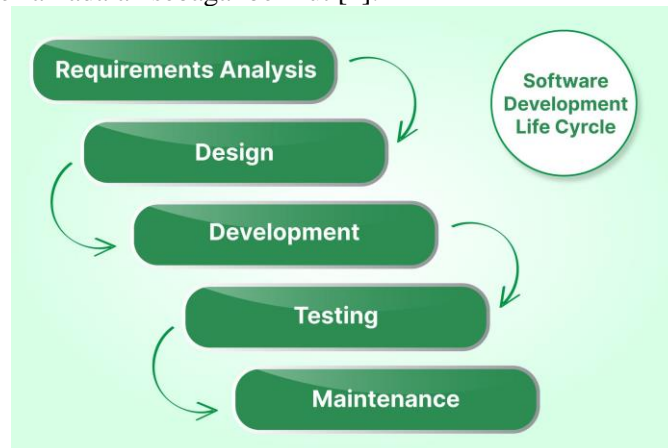 Requirements Analysis
Software
Development
Life Cyrcle
Design
Development
Testing
Maintenance